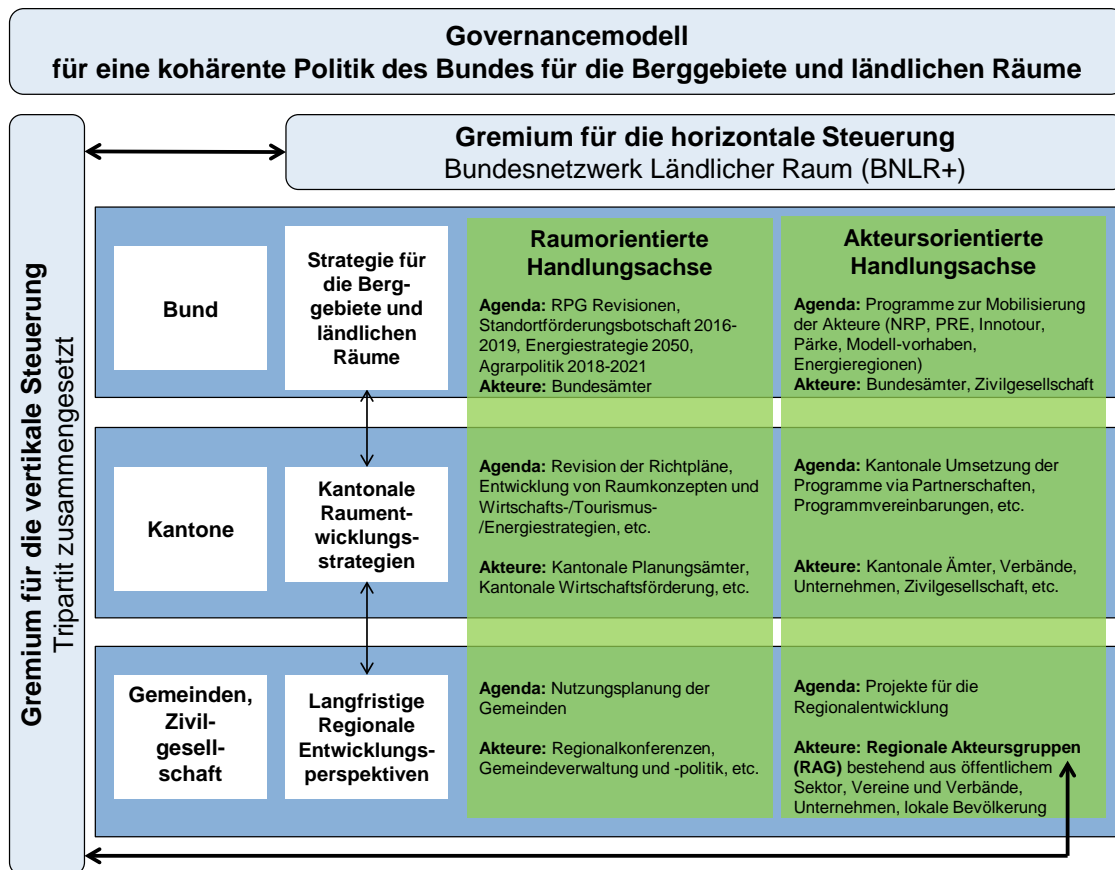 Governancemodell
für eine kohärente Politik des Bundes für die Berggebiete und ländlichen Räume
Gremium für die vertikale Steuerung
Tripartit zusammengesetzt
Gremium für die horizontale Steuerung
Bundesnetzwerk Ländlicher Raum (BNLR+)
Bund
Strategie für
die Berg-
gebiete und
ländlichen
Räume
Raumorientierte
Handlungsachse
Agenda: RPG Revisionen,
Standortförderungsbotschaft 2016-
2019, Energiestrategie 2050,
Agrarpolitik 2018-2021
Akteure: Bundesämter
Akteursorientierte
Handlungsachse
Agenda: Programme zur Mobilisierung
der Akteure (NRP, PRE, Innotour,
Pärke, Modell-vorhaben,
Energieregionen)
Akteure: Bundesämter, Zivilgesellschaft
Kantone
Kantonale
Raument-
wicklungs-
strategien
Agenda: Revision der Richtpläne,
Entwicklung von Raumkonzepten und
Wirtschafts-/Tourismus-
/Energiestrategien, etc.
Akteure: Kantonale Planungsämter,
Kantonale Wirtschaftsförderung, etc.
Agenda: Kantonale Umsetzung der
Programme via Partnerschaften,
Programmvereinbarungen, etc.
Akteure: Kantonale Ämter, Verbände,
Unternehmen, Zivilgesellschaft, etc.
Gemeinden,
Zivil-
gesell-
schaft
Langfristige
Regionale
Entwicklungs-
perspektiven
Agenda: Nutzungsplanung der
Gemeinden
Akteure: Regionalkonferenzen,
Gemeindeverwaltung und -politik, etc.
Agenda: Projekte für die
Regionalentwicklung
Akteure: Regionale Akteursgruppen
(RAG) bestehend aus öffentlichem
Sektor, Vereine und Verbände,
Unternehmen, lokale Bevölkerung